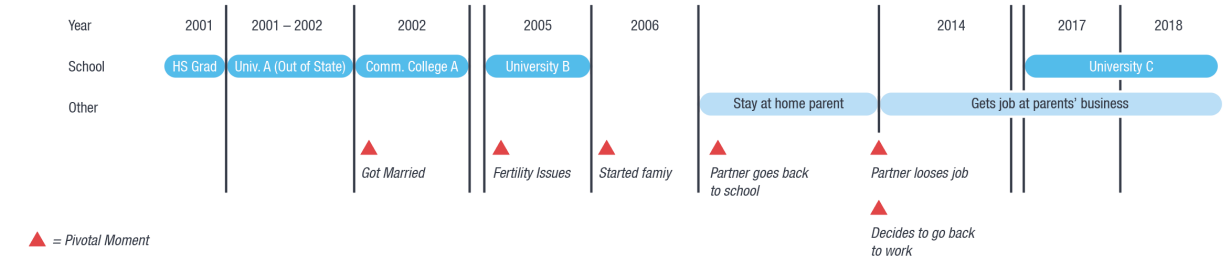 Year 2001 2001 – 2002 2002 2005 2006 2014 2017 2018
School HS Grad Univ. A (Out of State) Comm. College A University B University C
Other Stay at home parent Gets job at parents’ business
Got Married Fertility Issues Started famiy Partner goes back Partner looses job
to school
Decides to go back
to work
= Pivotal Moment